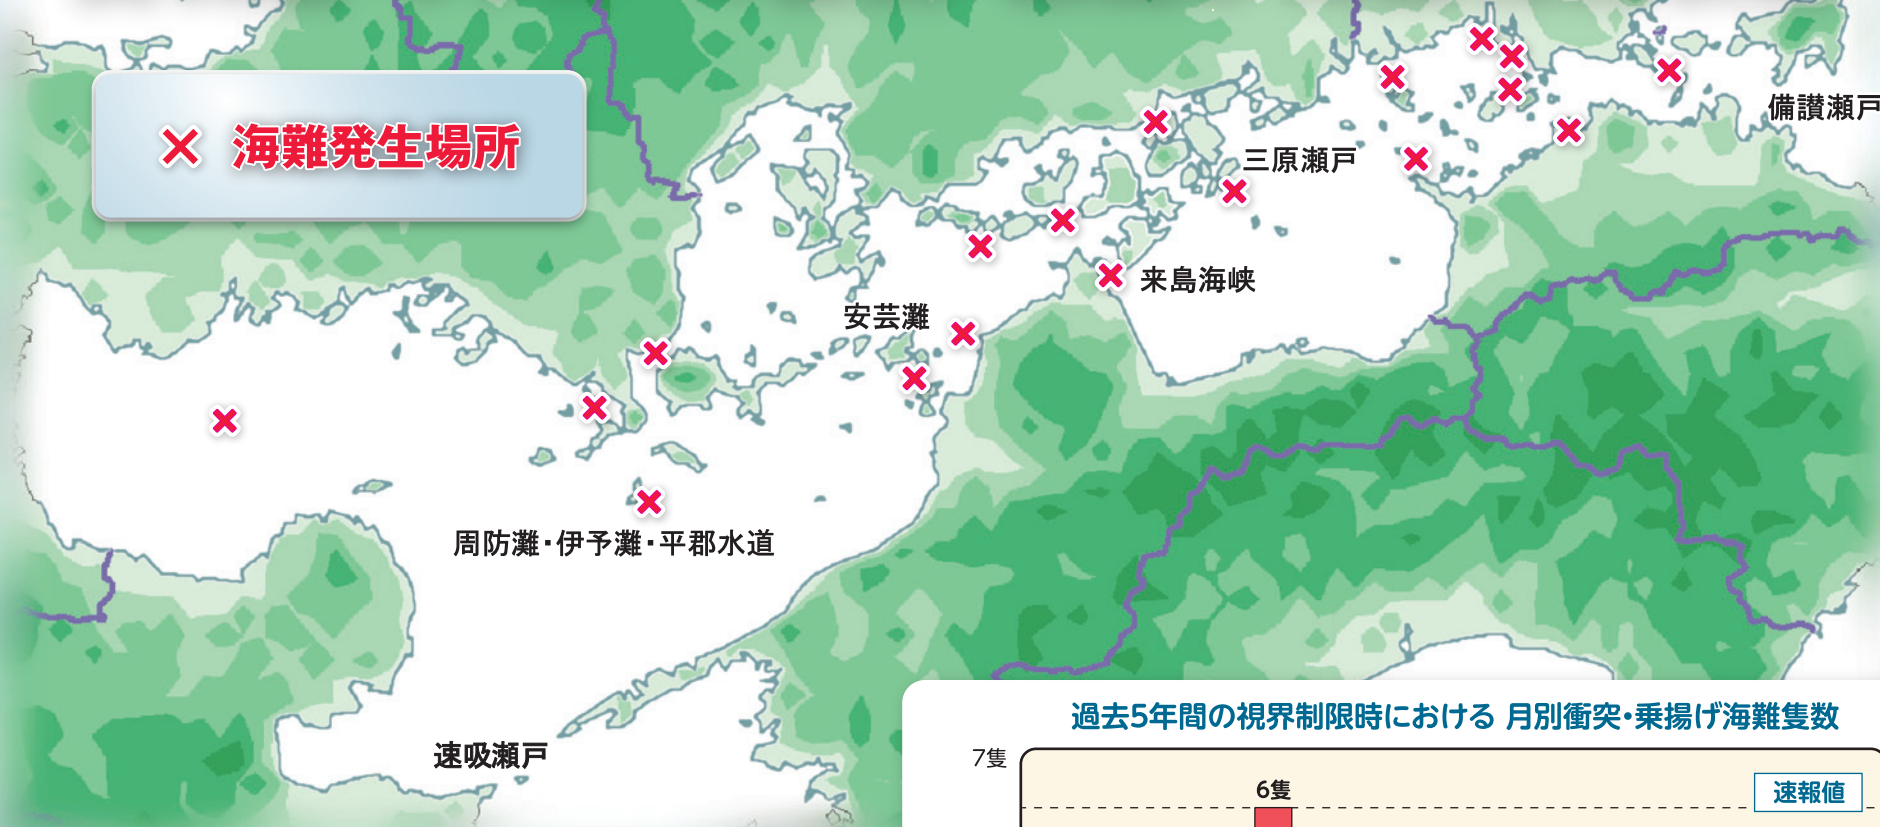 × 海難発生場所
備讃瀬戸
三原瀬戸
来島海峡
安芸灘
周防灘・伊予灘・平郡水道
速吸瀬戸
過去5年間の視界制限時における 月別衝突・乗揚げ海難隻数
7隻
6隻
速報値